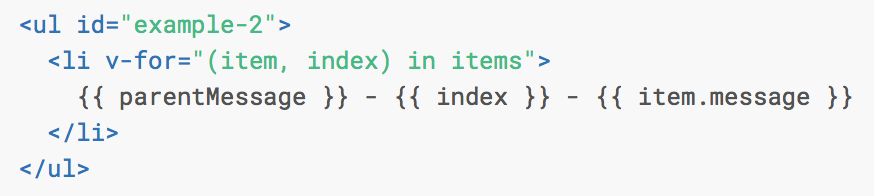 <ul id="example-2">
  <li v-for="(item, index) in items">
    {{ parentMessage }} - {{ index }} - {{ item.message }}
  </li>
</ul>